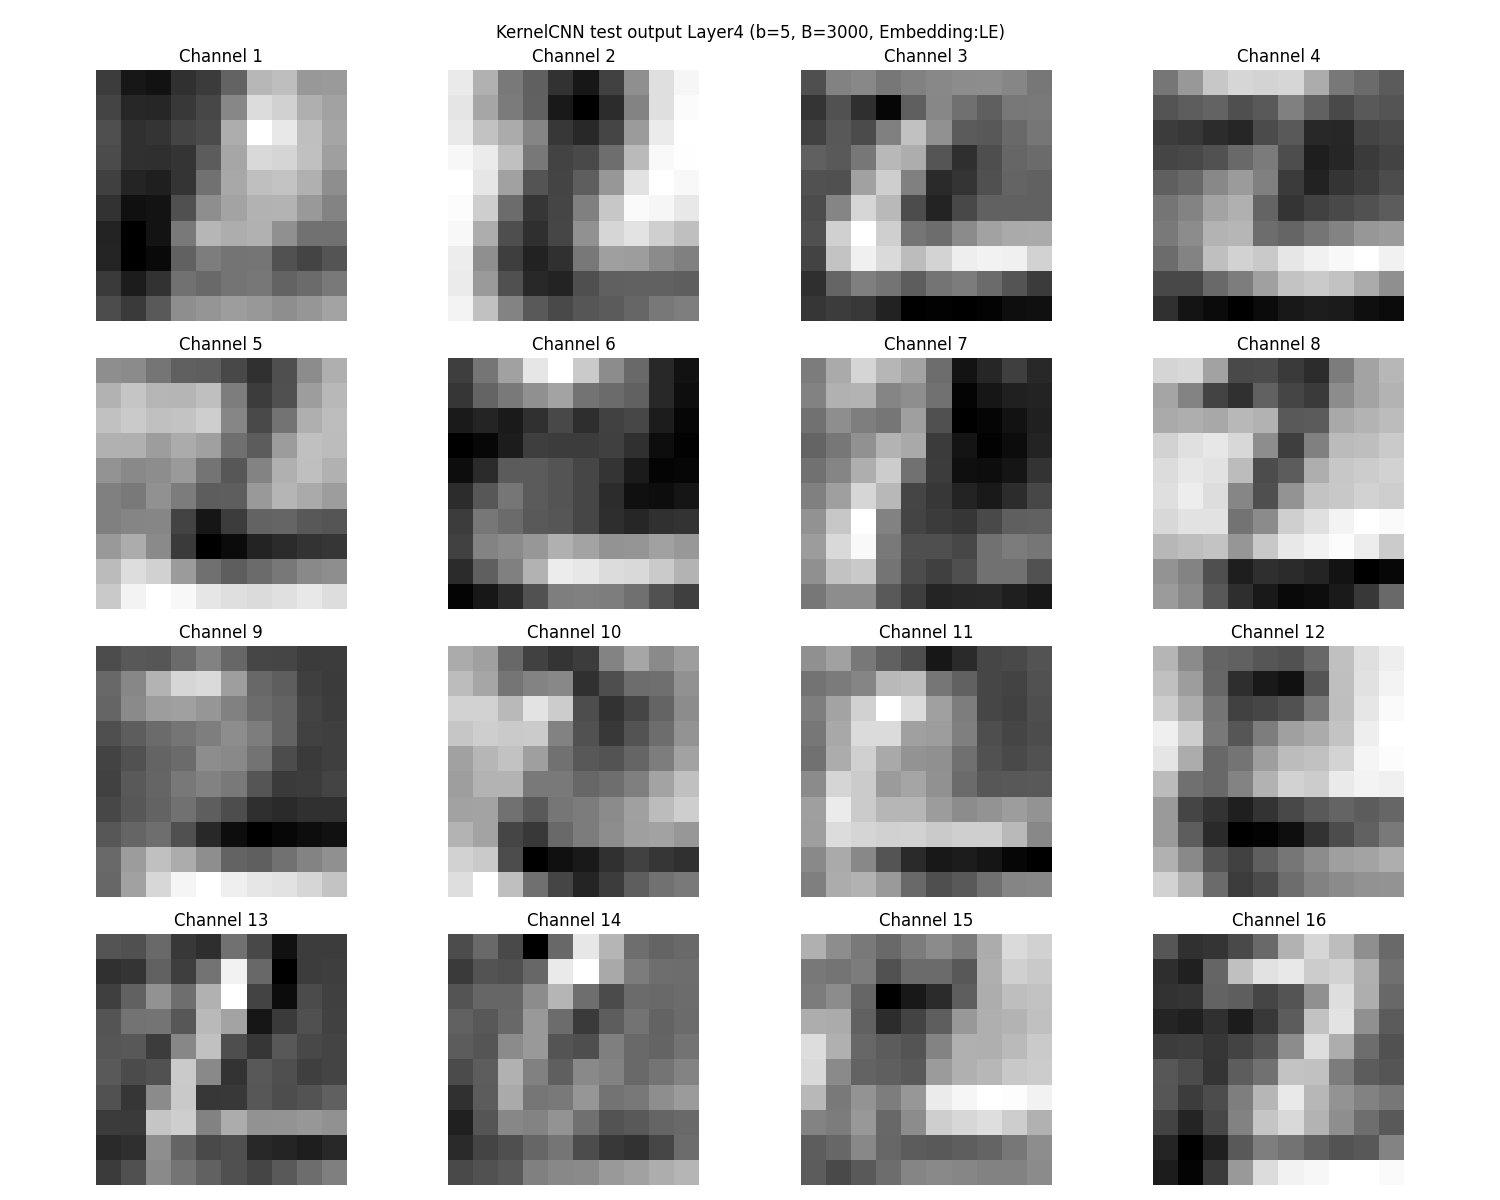 KernelCNN test output Layer4 (b=5, B=3000, Embedding:LE)
Channel 1
Channel 2
Channel 3
Channel 4
Channel 5
Channel 6
Channel 7
Channel 8
Channel 9
Channel 10
Channel 11
Channel 12
Channel 13
Channel 14
Channel 15
Channel 16